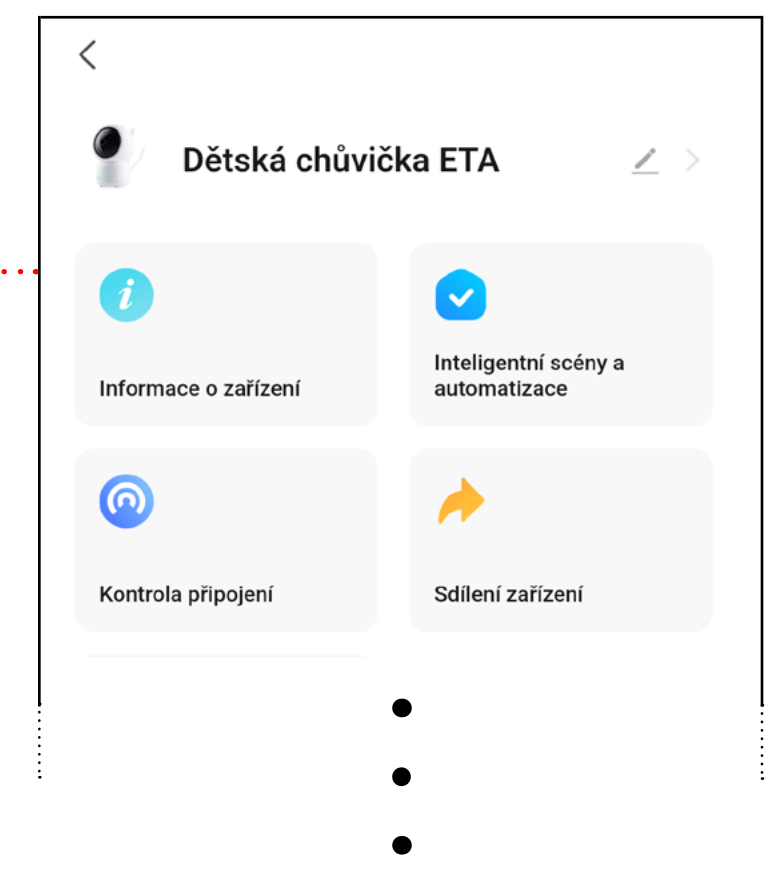 Dětská chůvička ETA
Informace o zařízení
Inteligentní scény a
automatizace
Kontrola připojení
Sdílení zařízení